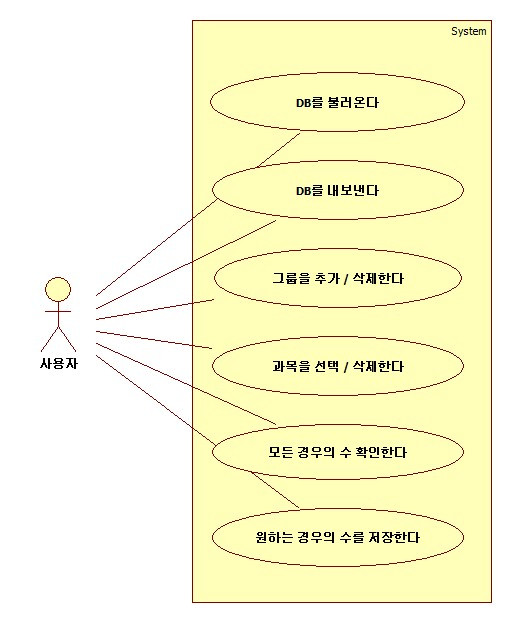 System
DB를 불러온다
DB를 내보낸다
그룹을 추가 / 삭제한다
사용자
과목을 선택 / 삭제한다
모든 경우의 수 확인한다
원하는 경우의 수를 저장한다